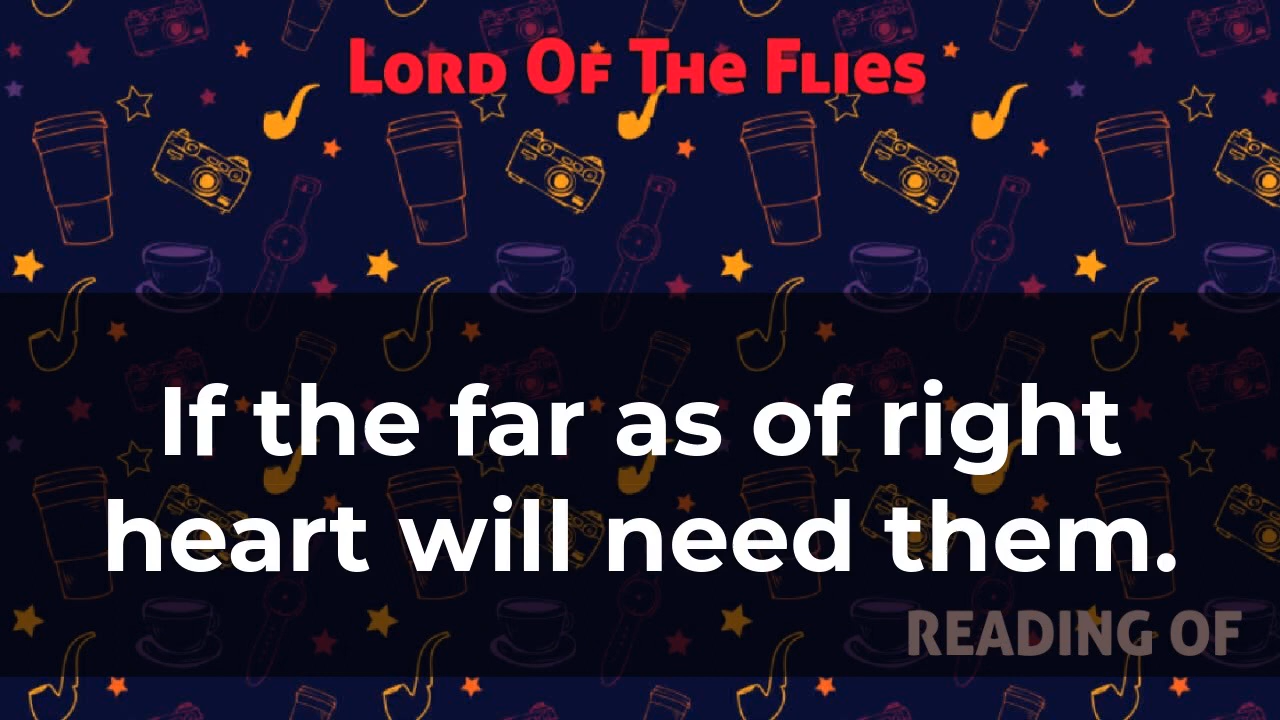 Lord Of The Flies
If the far as of right
heart will need them.
READING OF